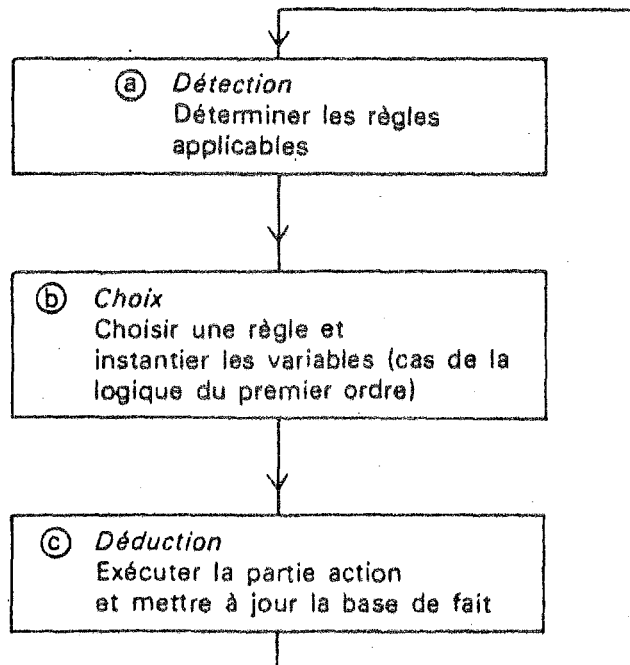 ⓐ Détection
Déterminer les règles
applicables
ⓑ Choix
Choisir une règle et
instantier les variables (cas de la
logique du premier ordre)
ⓒ Déduction
Exécuter la partie action
et mettre à jour la base de fait